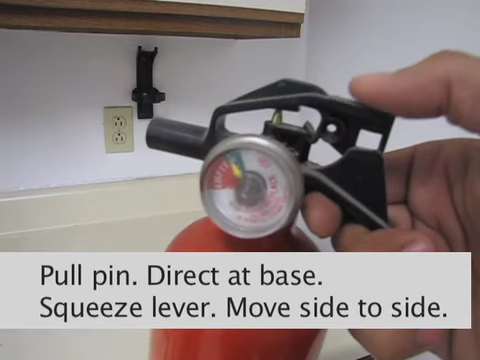 Pull pin. Direct at base.
Squeeze lever. Move side to side.